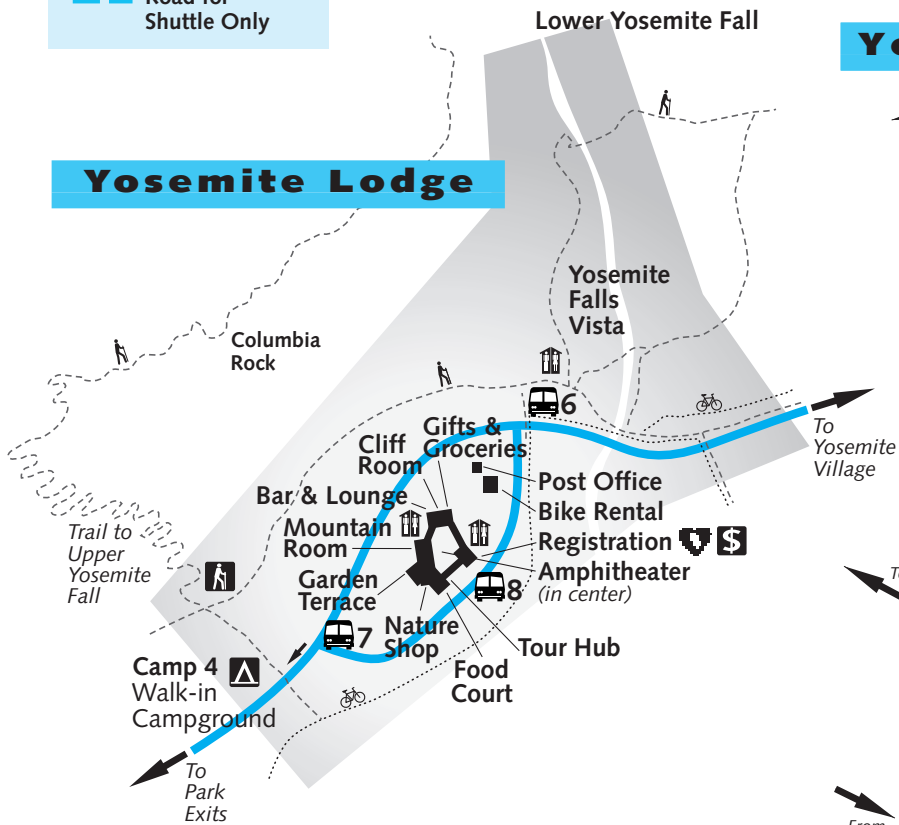 Road for
Shuttle Only
Lower Yosemite Fall
Yo
Yosemite Lodge
Yosemite
Falls
Vista
Columbia
Rock
6
To
Yosemite
Village
Gifts &
Groceries
Cliff
Room
Bar & Lounge
Mountain
Room
Garden
Terrace
Post Office
Bike Rental
Registration
$
Amphitheater
(in center)
8
7
Nature
Shop
Tour Hub
Food
Court
Trail to
Upper
Yosemite
Fall
Camp 4
Walk-in
Campground
To
Park
Exits
From